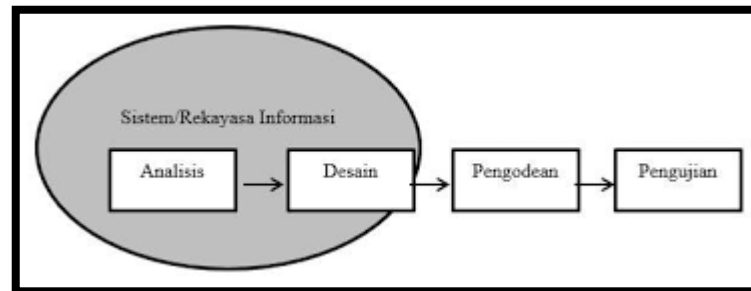 Sistem/Rekayasa Informasi
Analisis
Desain
Pengodean
Pengujian